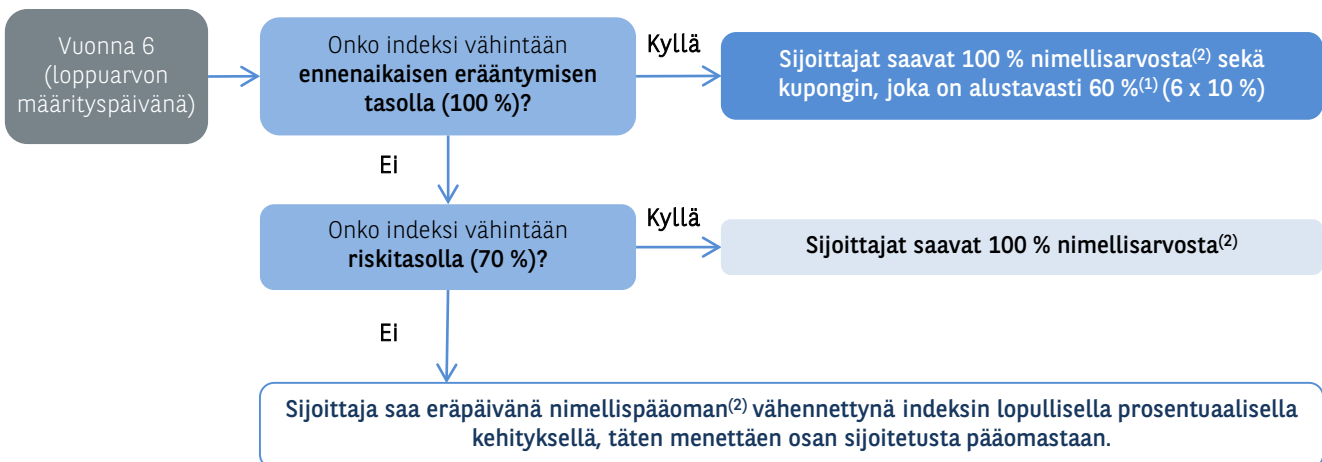 Vuonna 6
(loppuarvon
määrityspäivänä)
Onko indeksi vähintään
ennenaikaisen erääntymisen
tasolla (100 %)?
Kyllä
Sijoittajat saavat 100 % nimellisarvosta(2) sekä
kupongin, joka on alustavasti 60 %(1) (6 x 10 %)
Ei
Onko indeksi vähintään
riskitasolla (70 %)?
Kyllä
Sijoittajat saavat 100 % nimellisarvosta(2)
Ei
Sijoittaja saa eräpäivänä nimellispääoman(2) vähennettynä indeksin lopullisella prosentuaalisella
kehityksellä, täten menettäen osan sijoitetusta pääomastaan.